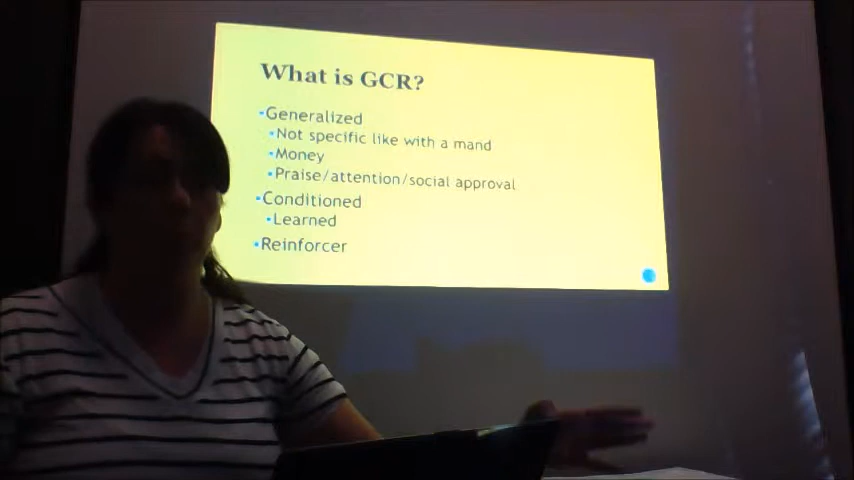 What is GCR?
▪Generalized
▪Not specific like with a mand
▪Money
▪Praise/attention/social approval
▪Conditioned
▪Learned
▪Reinforcer